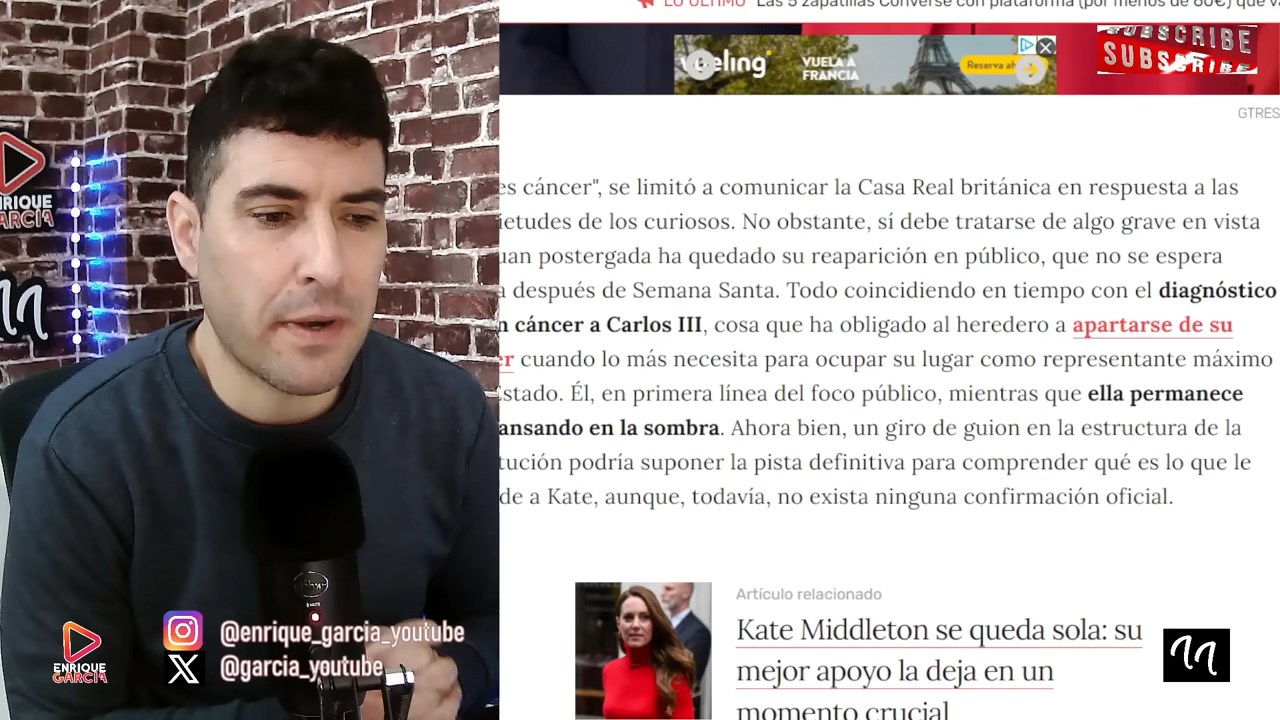 LO ÚLTIMO Las 5 zapatillas Converse con plataforma (por menos de 60€) que va
SUBSCRIBE
SUBSCRIBE
VUELA A
FRANCIA
GTRES
es cáncer", se limitó a comunicar la Casa Real británica en respuesta a las
ietudes de los curiosos. No obstante, sí debe tratarse de algo grave en vista
uan postergada ha quedado su reaparición en público, que no se espera
a después de Semana Santa. Todo coincidiendo en tiempo con el diagnóstico
n cáncer a Carlos III, cosa que ha obligado al heredero a apartarse de su
er cuando lo más necesita para ocupar su lugar como representante máximo
Estado. Él, en primera línea del foco público, mientras que ella permanece
ansando en la sombra. Ahora bien, un giro de guion en la estructura de la
tución podría suponer la pista definitiva para comprender qué es lo que le
de a Kate, aunque, todavía, no exista ninguna confirmación oficial.
Artículo relacionado
Kate Middleton se queda sola: su
mejor apoyo la deja en un
momento crucial
@enrique_garcia_youtube
@garcia_youtube
ENRIQUE
GARCIA